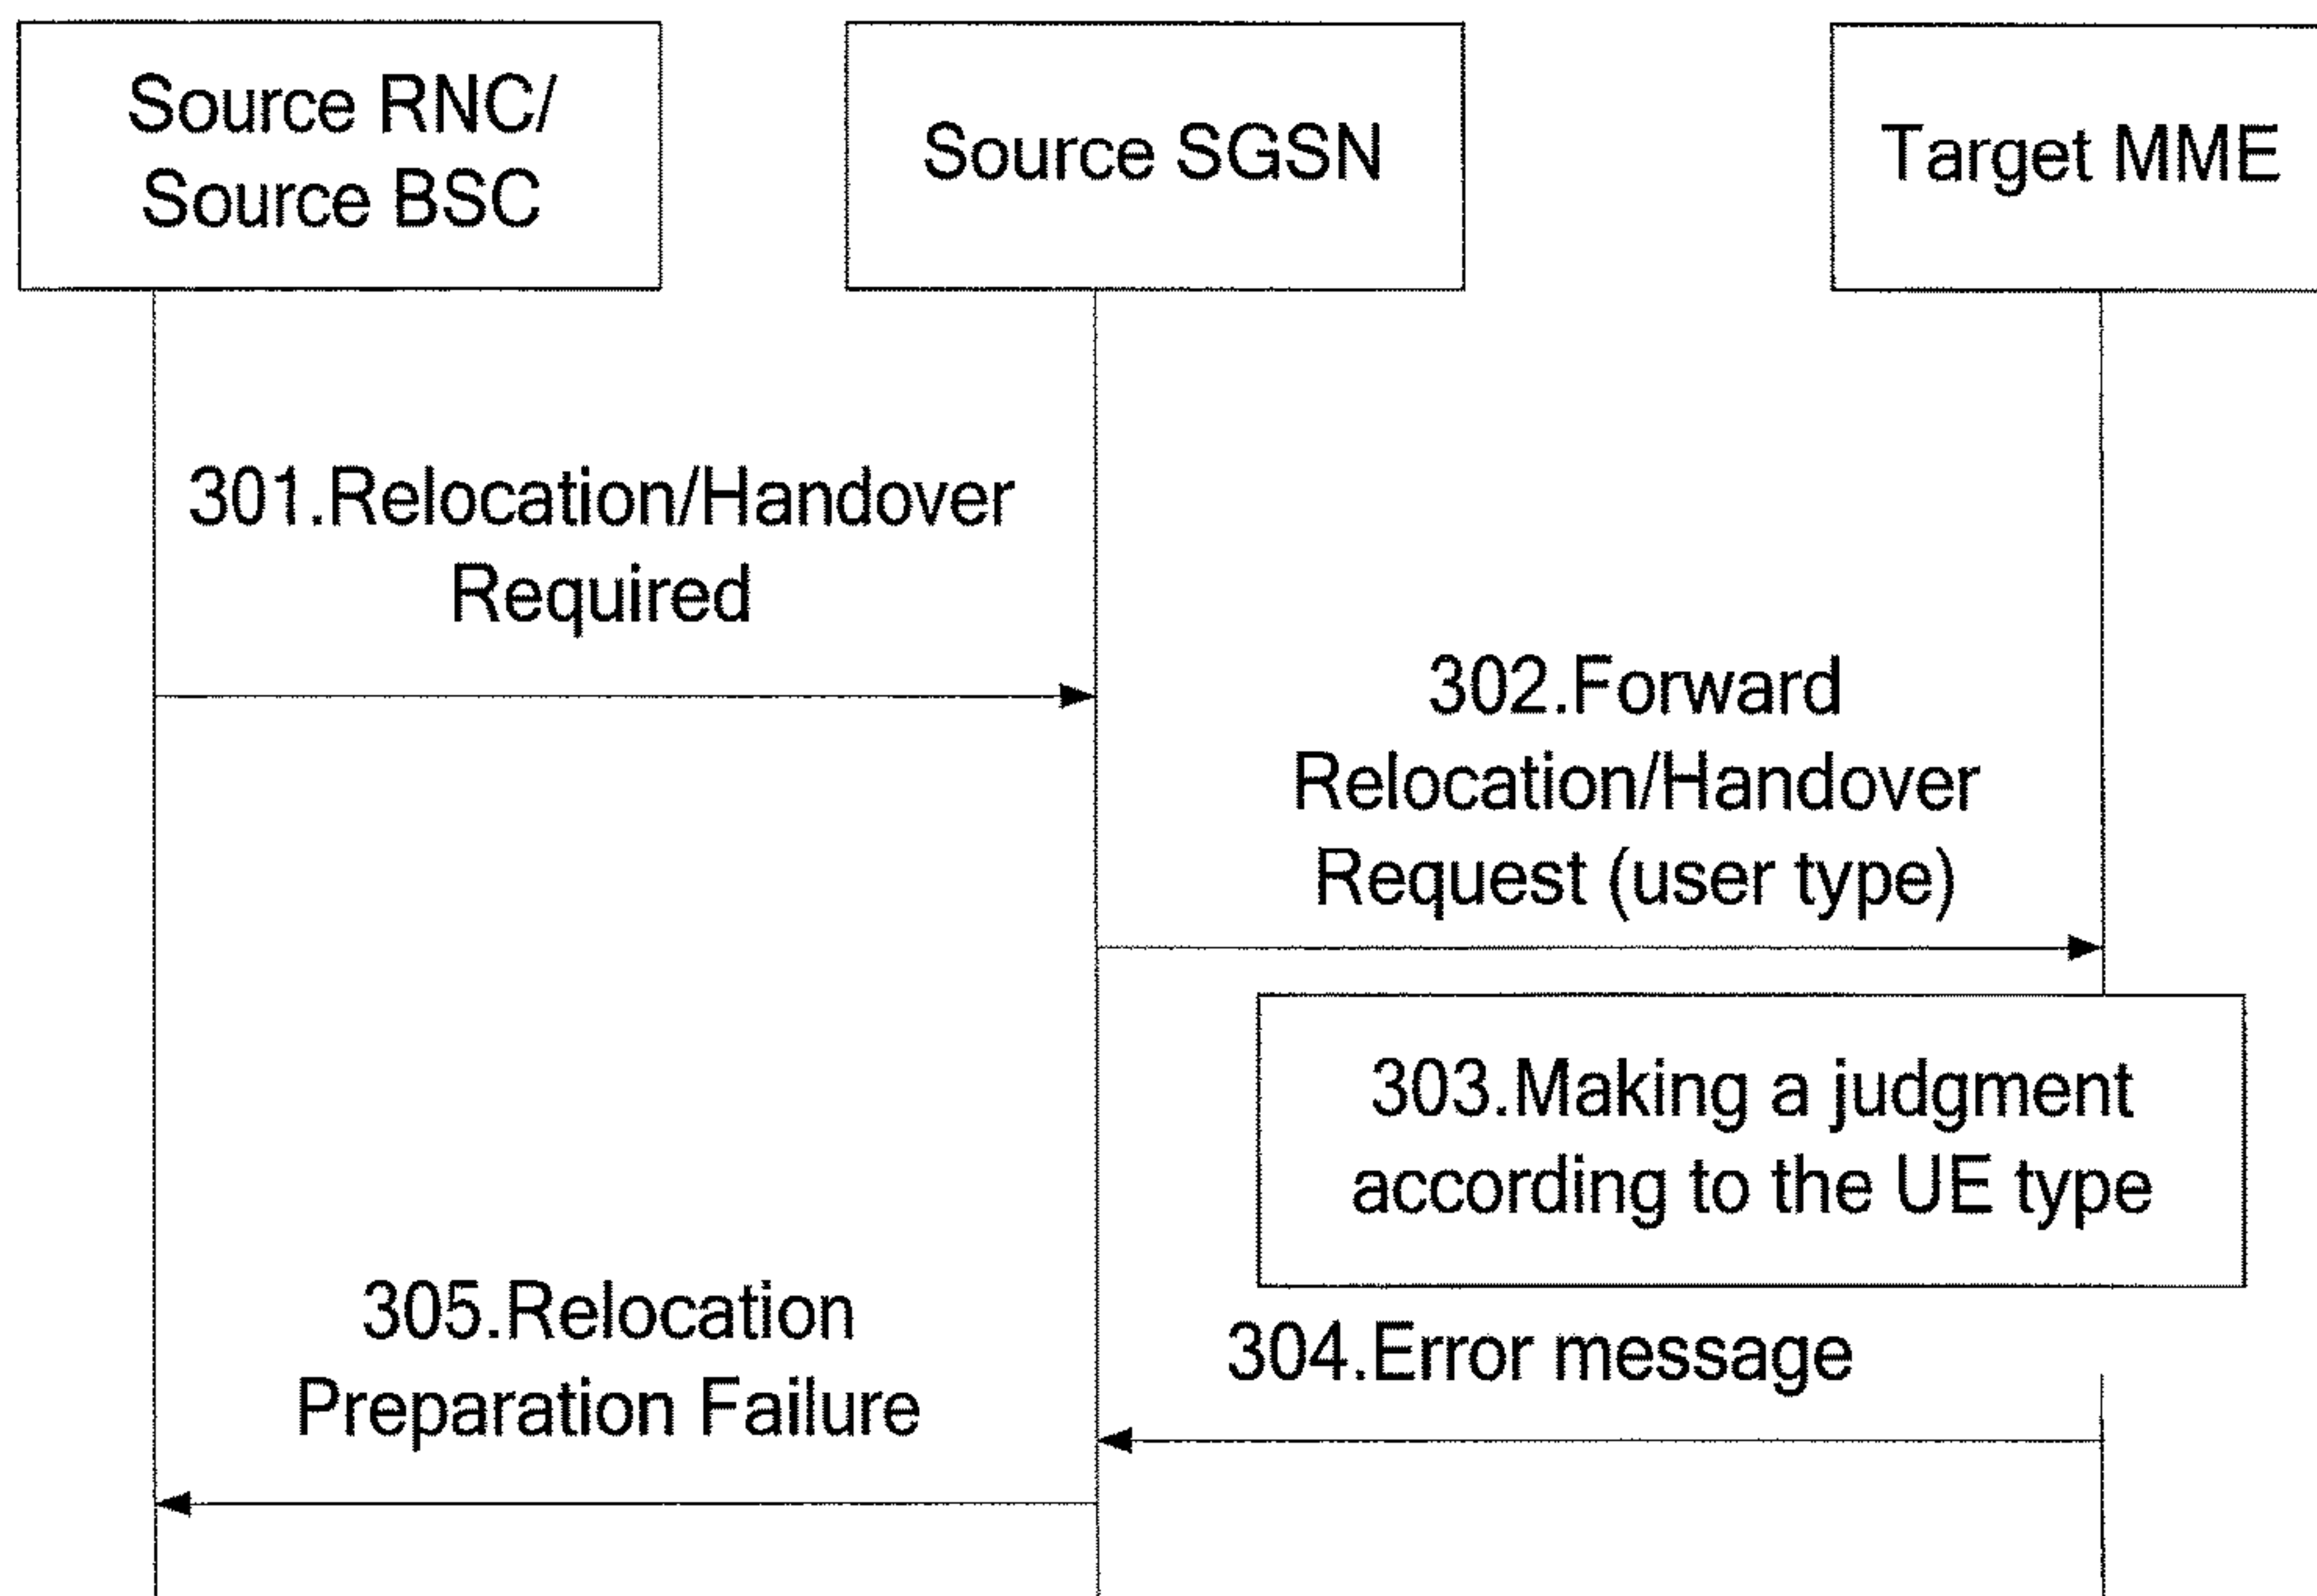 Source RNC/
Source BSC
Source SGSN
Target MME
301.Relocation/Handover
Required
302.Forward
Relocation/Handover
Request (user type)
303.Making a judgment
according to the UE type
304.Error message
305.Relocation
Preparation Failure